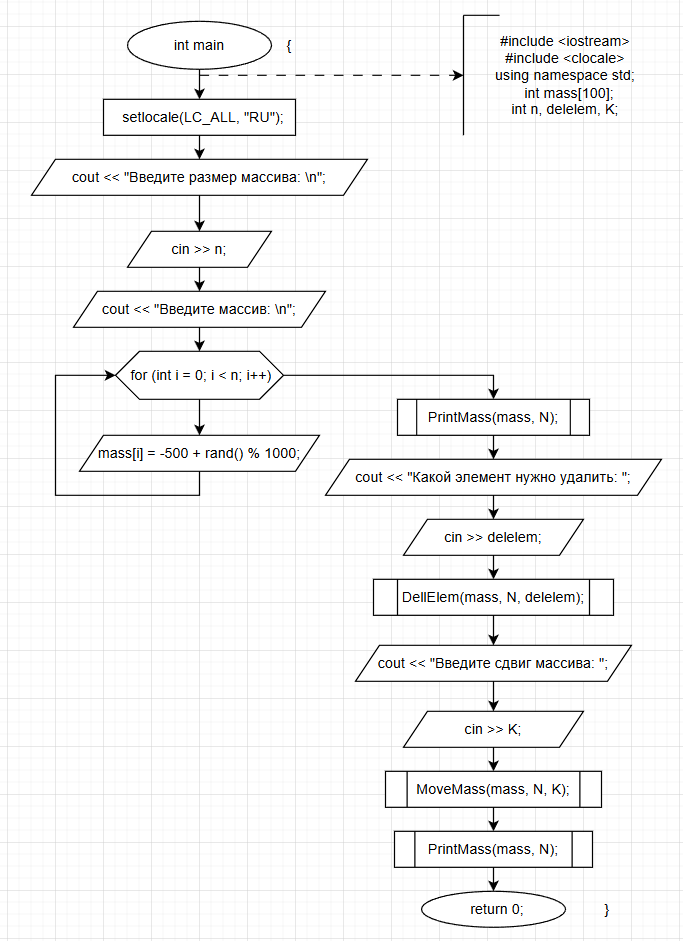 int main
{
#include <iostream>
#include <clocale>
using namespace std;
int mass[100];
int n, delelem, K;
setlocale(LC_ALL, "RU");
cout << "Введите размер массива: \n";
cin >> n;
cout << "Введите массив: \n";
for (int i = 0; i < n; i++)
mass[i] = -500 + rand() % 1000;
PrintMass(mass, N);
cout << "Какой элемент нужно удалить: ";
cin >> delelem;
DellElem(mass, N, delelem);
cout << "Введите сдвиг массива: ";
cin >> K;
MoveMass(mass, N, K);
PrintMass(mass, N);
return 0;
}